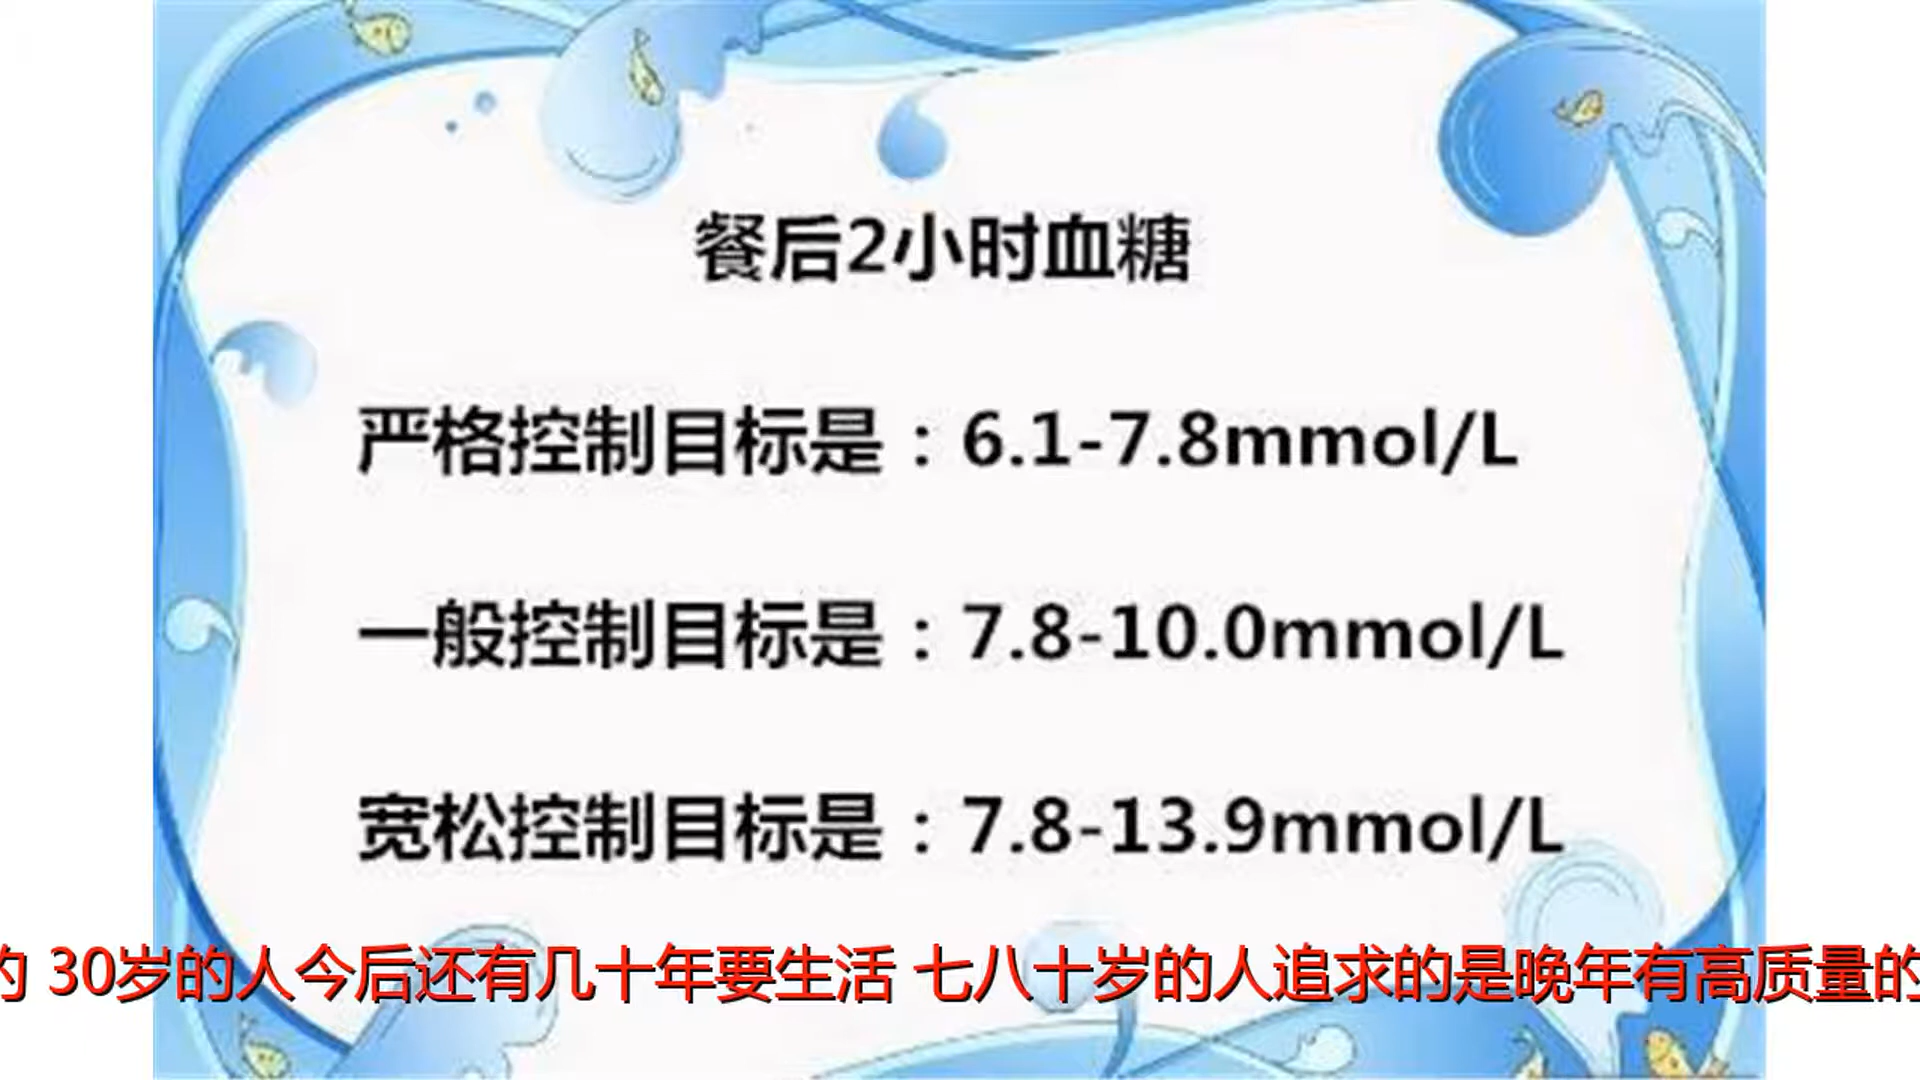 餐后2小时血糖
严格控制目标是：6.1-7.8mmol/L
一般控制目标是：7.8-10.0mmol/L
宽松控制目标是：7.8-13.9mmol/L
的 30岁的人今后还有几十年要生活 七八十岁的人追求的是晚年有高质量的